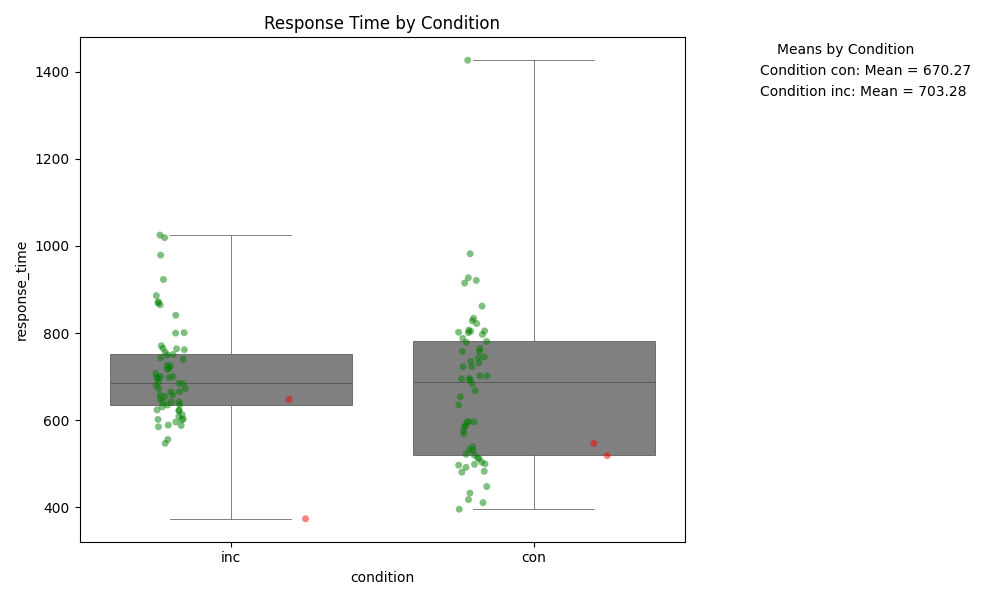 Response Time by Condition
Means by Condition
Condition con: Mean = 670.27
Condition inc: Mean = 703.28
response_time
1400
1200
1000
800
600
400
inc
con
condition